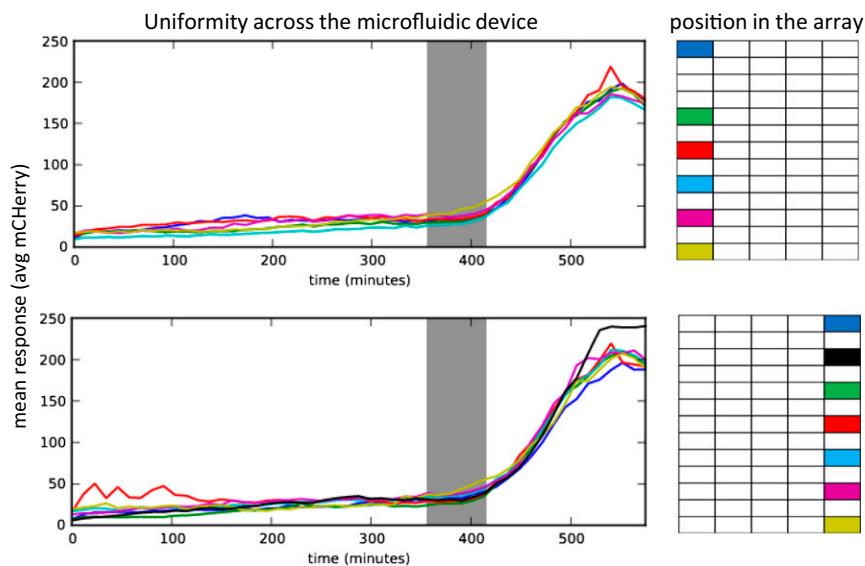 Uniformity across the microfluidic device
position in the array
mean response (avg mCHerry)
250
200
150
100
50
0
0 100 200 300 400 500
time (minutes)
250
200
150
100
50
0
0 100 200 300 400 500
time (minutes)